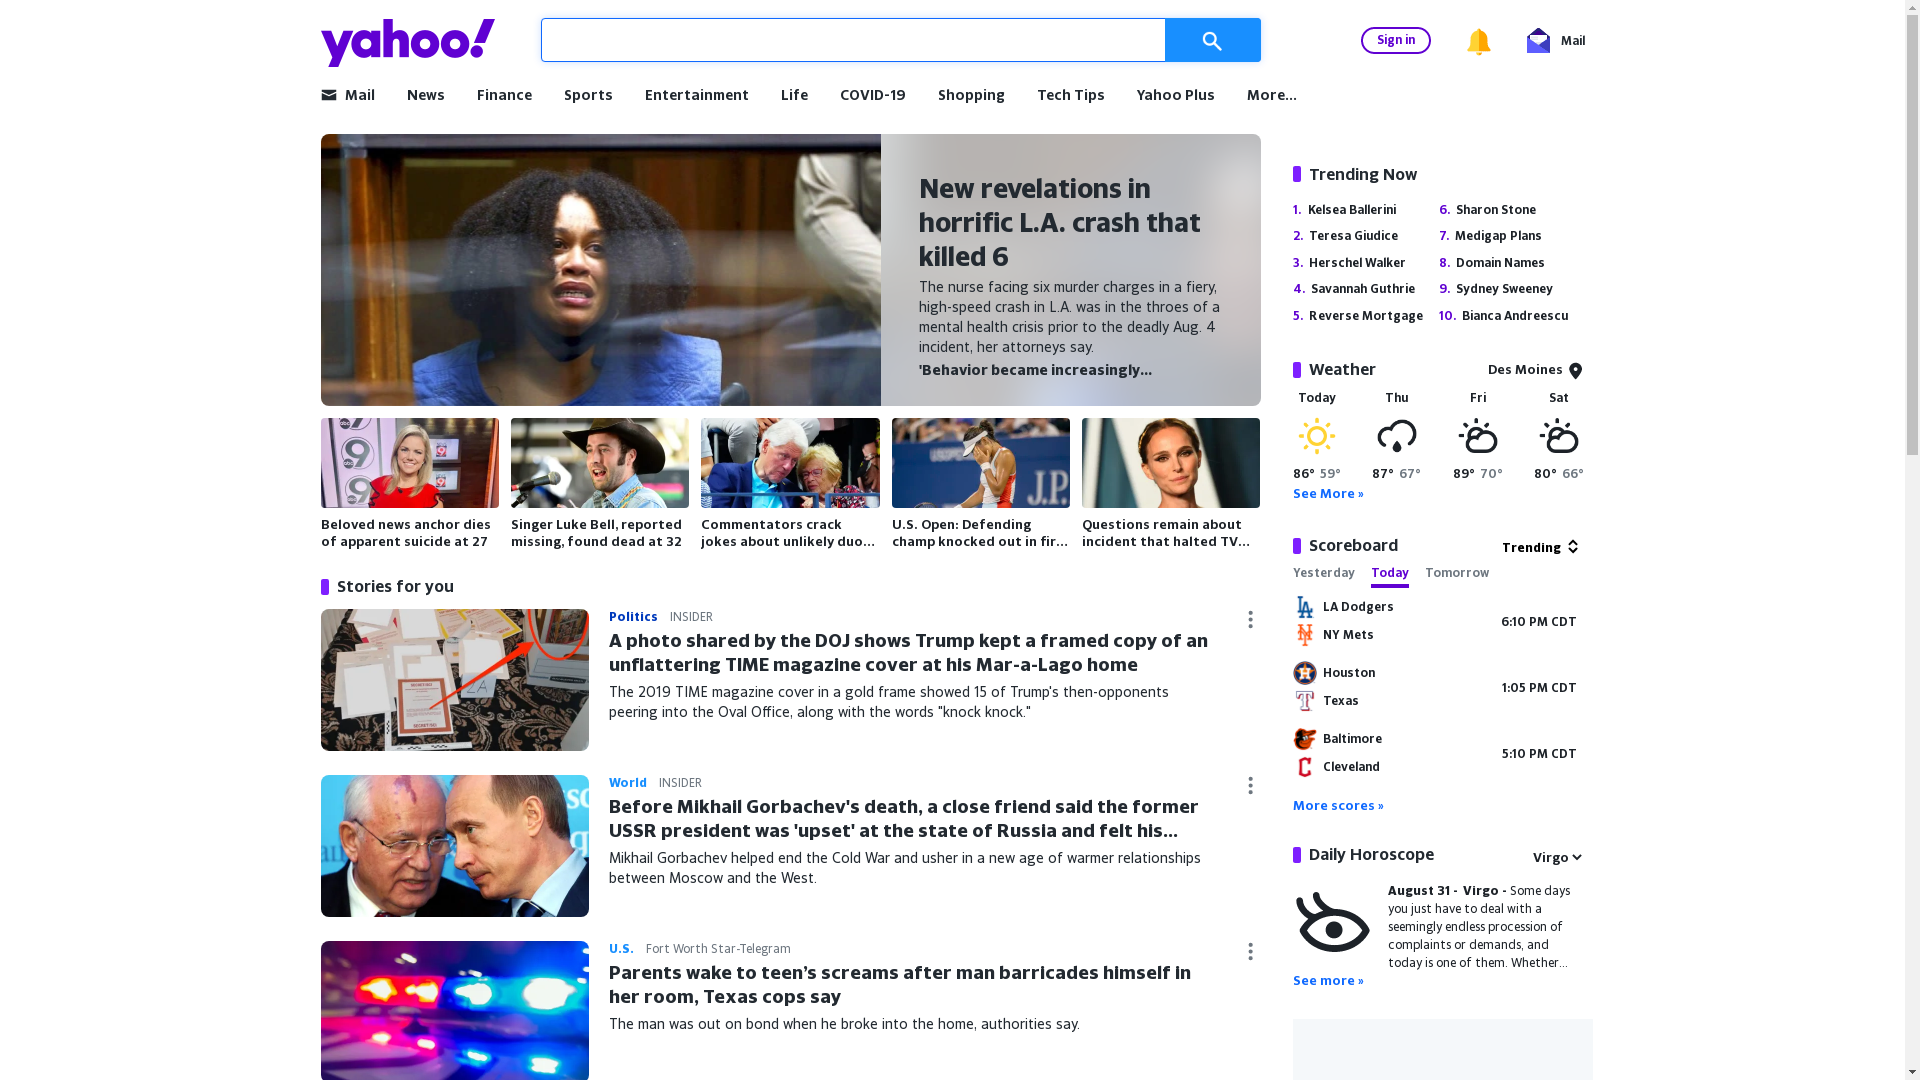 yahoo!
Sign in
Mail
Mail
News
Finance
Sports
Entertainment
Life
COVID-19
Shopping
Tech Tips
Yahoo Plus
More...
New revelations in
horrific L.A. crash that
killed 6
The nurse facing six murder charges in a fiery,
high-speed crash in L.A. was in the throes of a
mental health crisis prior to the deadly Aug. 4
incident, her attorneys say.
'Behavior became increasingly...
Beloved news anchor dies
of apparent suicide at 27
Singer Luke Bell, reported
missing, found dead at 32
Commentators crack
jokes about unlikely duo...
J.P.
U.S. Open: Defending
champ knocked out in fir...
Questions remain about
incident that halted TV...
Stories for you
Politics INSIDER
A photo shared by the DOJ shows Trump kept a framed copy of an
unflattering TIME magazine cover at his Mar-a-Lago home
The 2019 TIME magazine cover in a gold frame showed 15 of Trump's then-opponents
peering into the Oval Office, along with the words "knock knock."
World INSIDER
Before Mikhail Gorbachev's death, a close friend said the former
USSR president was 'upset' at the state of Russia and felt his...
Mikhail Gorbachev helped end the Cold War and usher in a new age of warmer relationships
between Moscow and the West.
U.S. Fort Worth Star-Telegram
Parents wake to teen's screams after man barricades himself in
her room, Texas cops say
The man was out on bond when he broke into the home, authorities say.
Trending Now
1. Kelsea Ballerini
2. Teresa Giudice
3. Herschel Walker
4. Savannah Guthrie
5. Reverse Mortgage
6. Sharon Stone
7. Medigap Plans
8. Domain Names
9. Sydney Sweeney
10. Bianca Andreescu
Weather
Des Moines
Today Thu Fri Sat
86° 59° 87° 67° 89° 70° 80° 66°
See More »
Scoreboard
Trending
Yesterday Today Tomorrow
LA Dodgers
NY Mets
6:10 PM CDT
Houston
Texas
1:05 PM CDT
Baltimore
Cleveland
5:10 PM CDT
More scores »
Daily Horoscope
Virgo
August 31 - Virgo - Some days
you just have to deal with a
seemingly endless procession of
complaints or demands, and
today is one of them. Whether...
See more »